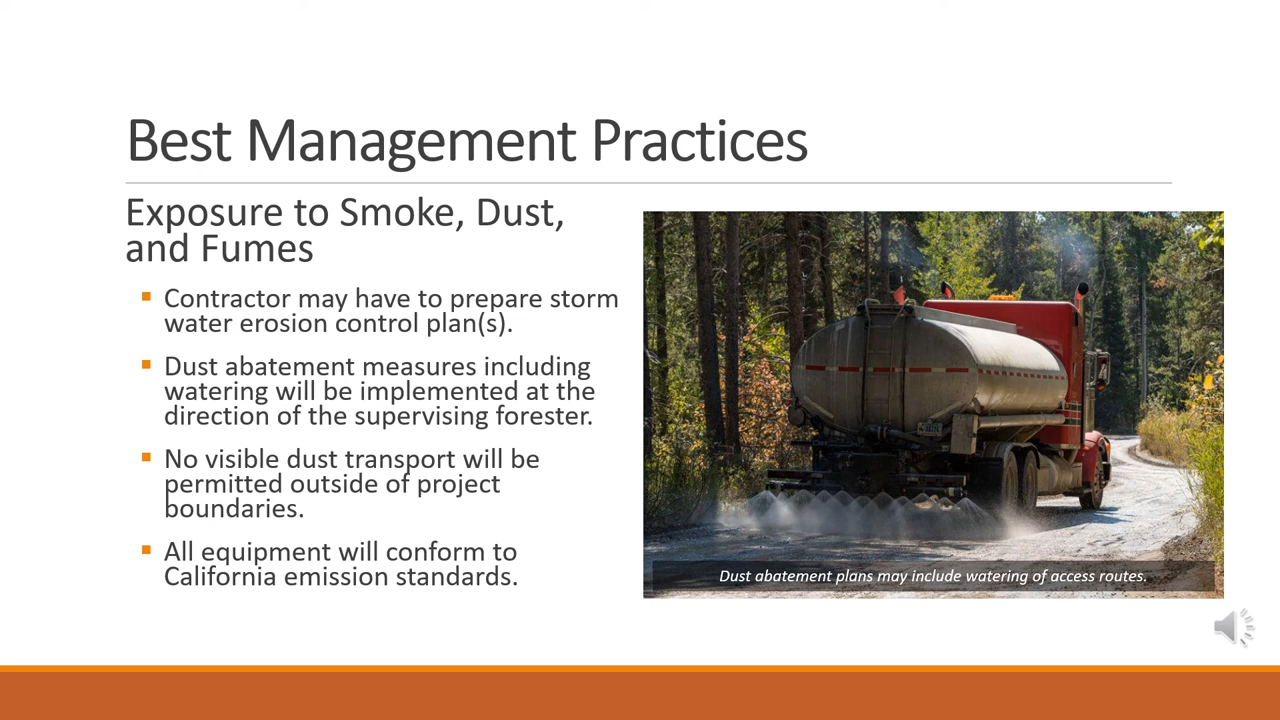 Best Management Practices
Exposure to Smoke, Dust,
and Fumes
Contractor may have to prepare storm
water erosion control plan(s).
Dust abatement measures including
watering will be implemented at the
direction of the supervising forester.
No visible dust transport will be
permitted outside of project
boundaries.
All equipment will conform to
California emission standards.
Dust abatement plans may include watering of access routes.